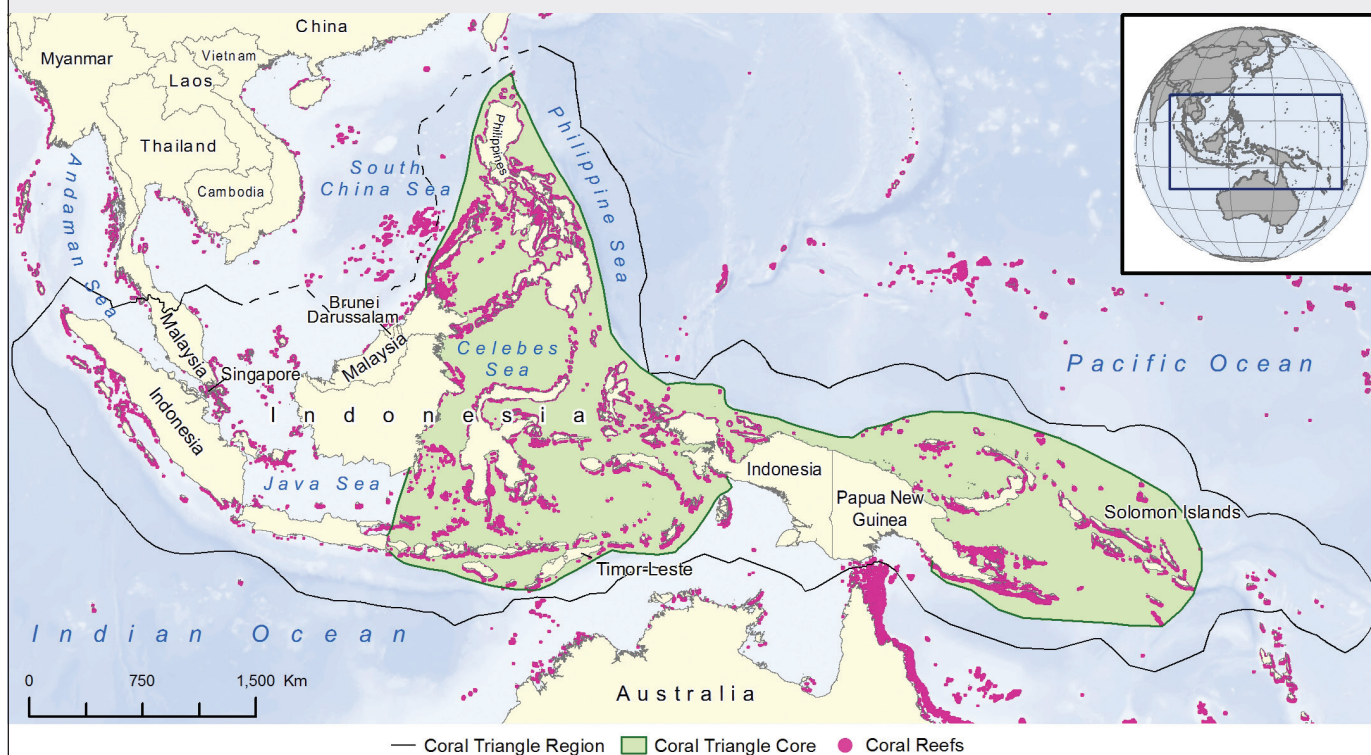 China
Vietnam
Myanmar
Laos
Thailand
Cambodia
Philippines
South
China Sea
Philippine Sea
Andaman Sea
Brunei
Darussalam
Malaysia
Malaysia
Singapore
Celebes
Sea
Pacific Ocean
Indonesia
Indonesia
Indonesia
Java Sea
Papua New
Guinea
Solomon Islands
Timor-Leste
Indian Ocean
Australia
0 750 1,500 Km
Coral Triangle Region Coral Triangle Core Coral Reefs